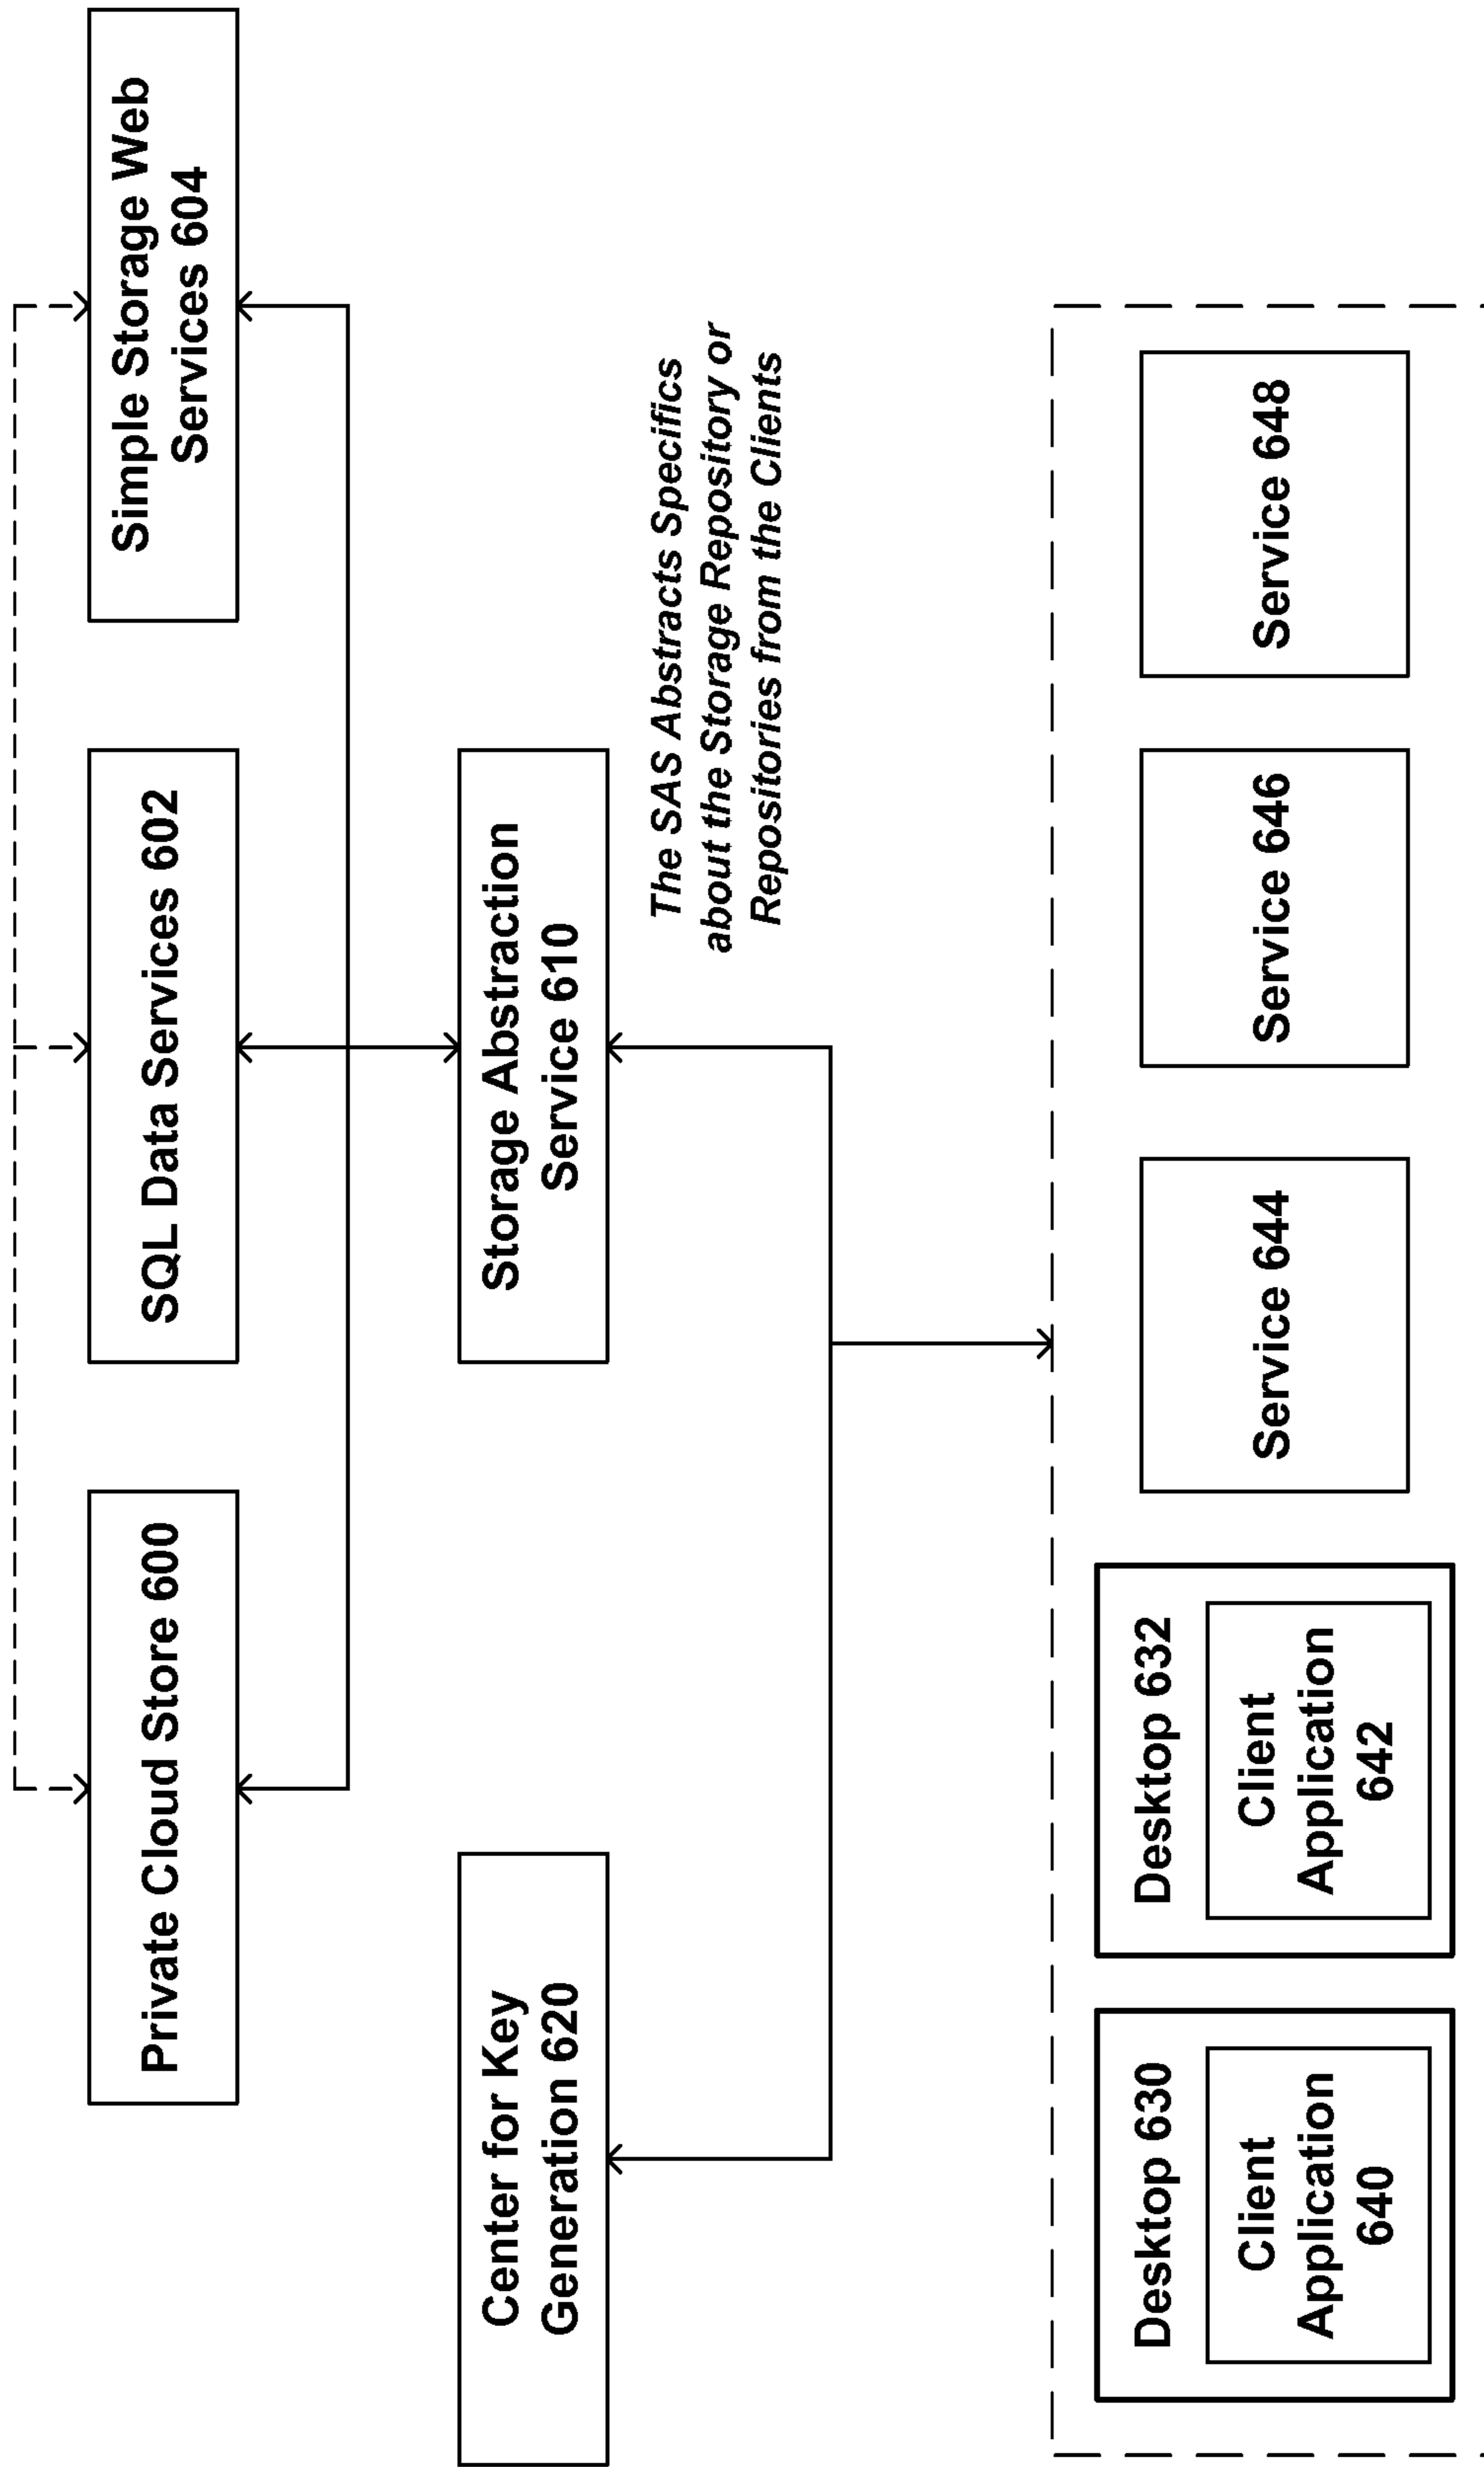 Private Cloud Store 600
SQL Data Services 602
Simple Storage Web
Services 604
Center for Key
Generation 620
Storage Abstraction
Service 610
The SAS Abstracts Specifics
about the Storage Repository or
Repositories from the Clients
Desktop 630
Client
Application
640
Desktop 632
Client
Application
642
Service 644
Service 646
Service 648